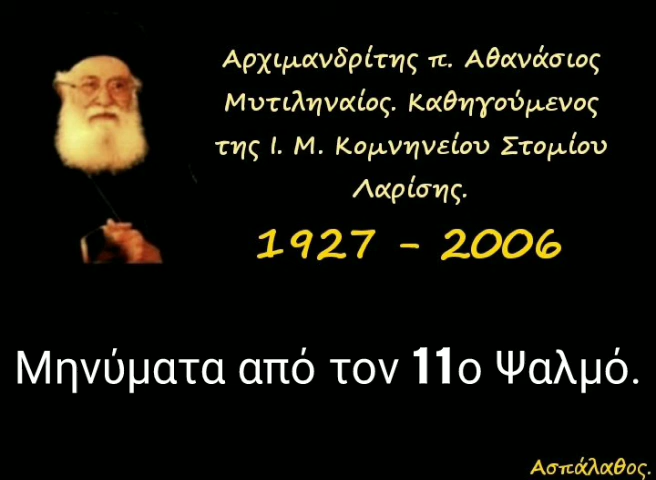 Αρχιμανδρίτης π. Αθανάσιος
Μυτιληναίος. Καθηγούμενος
της Ι. Μ. Κομνηνείου Στομίου
Λαρίσης.
1927 - 2006
Μηνύματα από τον 11ο Ψαλμό.
Ασπάλαθος.